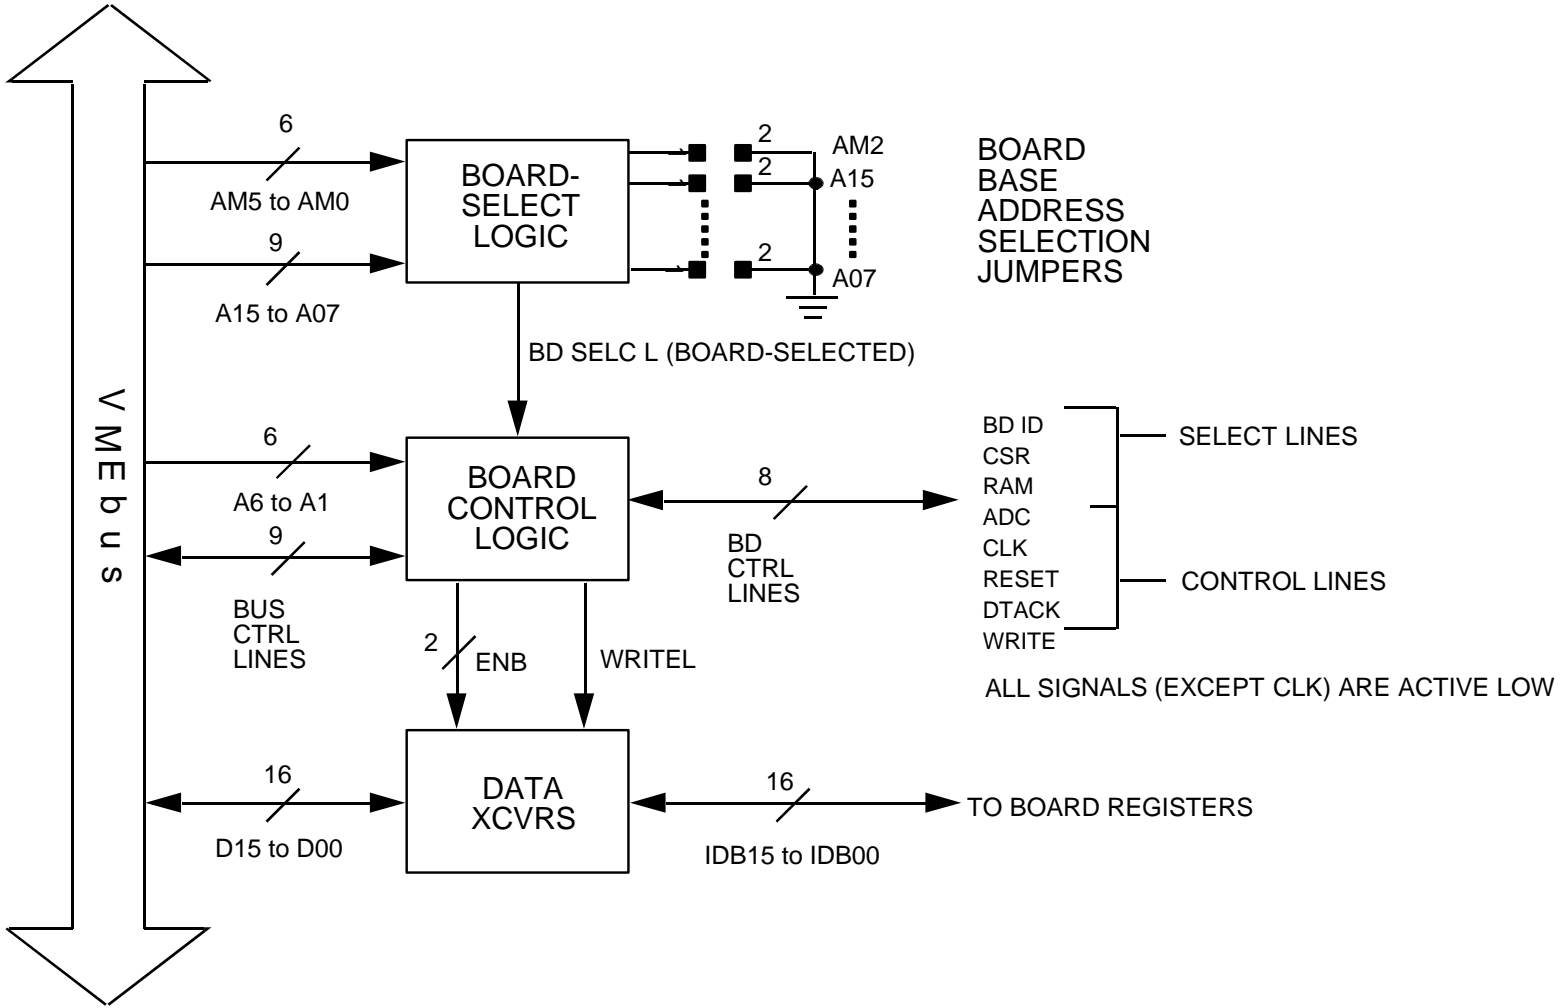 VMEbus
6
AM5 to AM0
9
A15 to A07
BOARD-
SELECT
LOGIC
2
AM2
2
A15
2
A07
BOARD
BASE
ADDRESS
SELECTION
JUMPERS
BD SELC L (BOARD-SELECTED)
6
A6 to A1
9
BUS
CTRL
LINES
BOARD
CONTROL
LOGIC
8
BD
CTRL
LINES
BD ID
CSR
RAM
ADC
CLK
RESET
DTACK
WRITE
SELECT LINES
CONTROL LINES
ALL SIGNALS (EXCEPT CLK) ARE ACTIVE LOW
2
ENB
WRITEL
16
D15 to D00
DATA
XCVRS
16
IDB15 to IDB00
TO BOARD REGISTERS